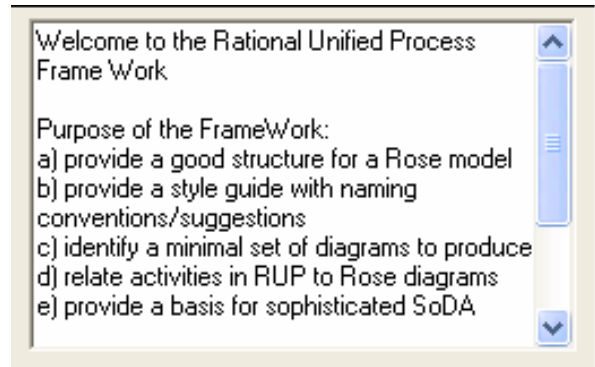 Welcome to the Rational Unified Process
Frame Work
Purpose of the FrameWork:
a) provide a good structure for a Rose model
b) provide a style guide with naming
conventions/suggestions
c) identify a minimal set of diagrams to produce
d) relate activities in RUP to Rose diagrams
e) provide a basis for sophisticated SoDA